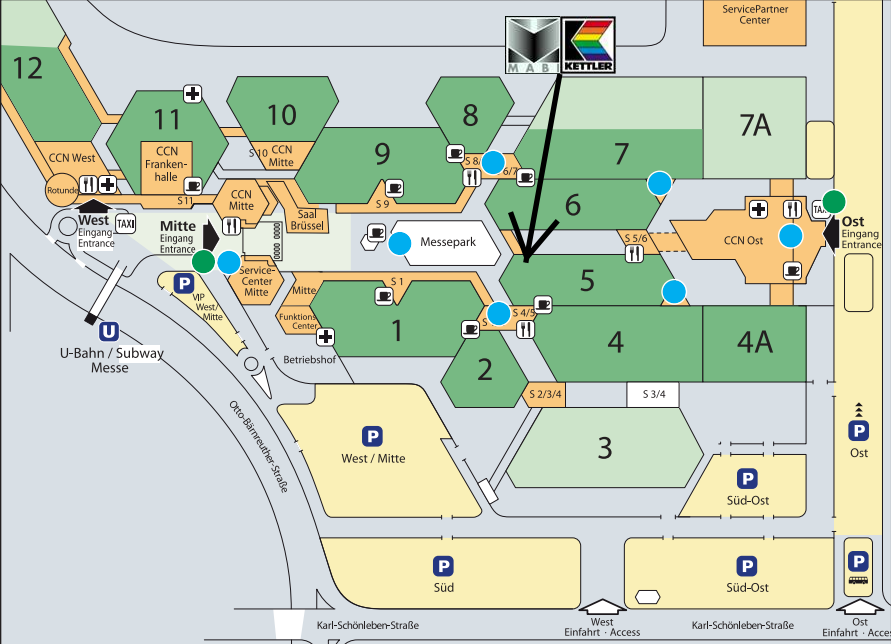 ServicePartner
Center
MABI
KETTLER
12
11
10
8
7
7A
9
CCN West
CCN
Franken-
halle
S 10
CCN
Mitte
S 8/
6/7
Rotunde
S11
CCN
Mitte
S 9
Saal
Brüssel
6
West
Eingang
Entrance
TAXI
Mitte
Eingang
Entrance
Messepark
S 5/6
CCN Ost
TA
Ost
Eingang
Entrance
Service-
Center
Mitte
P
VIP
West/
Mitte
Mitte
S 1
5
Funktions
Center
1
S
S 4/5
4
4A
U
U-Bahn / Subway
Messe
Betriebshof
2
S 2/3/4
S 3/4
Otto-Bärnreuther-Straße
P
West / Mitte
3
P
Ost
P
Süd-Ost
P
Süd
P
Süd-Ost
P
Karl-Schönleben-Straße
West
Einfahrt · Access
Karl-Schönleben-Straße
Ost
Einfahrt · Acces